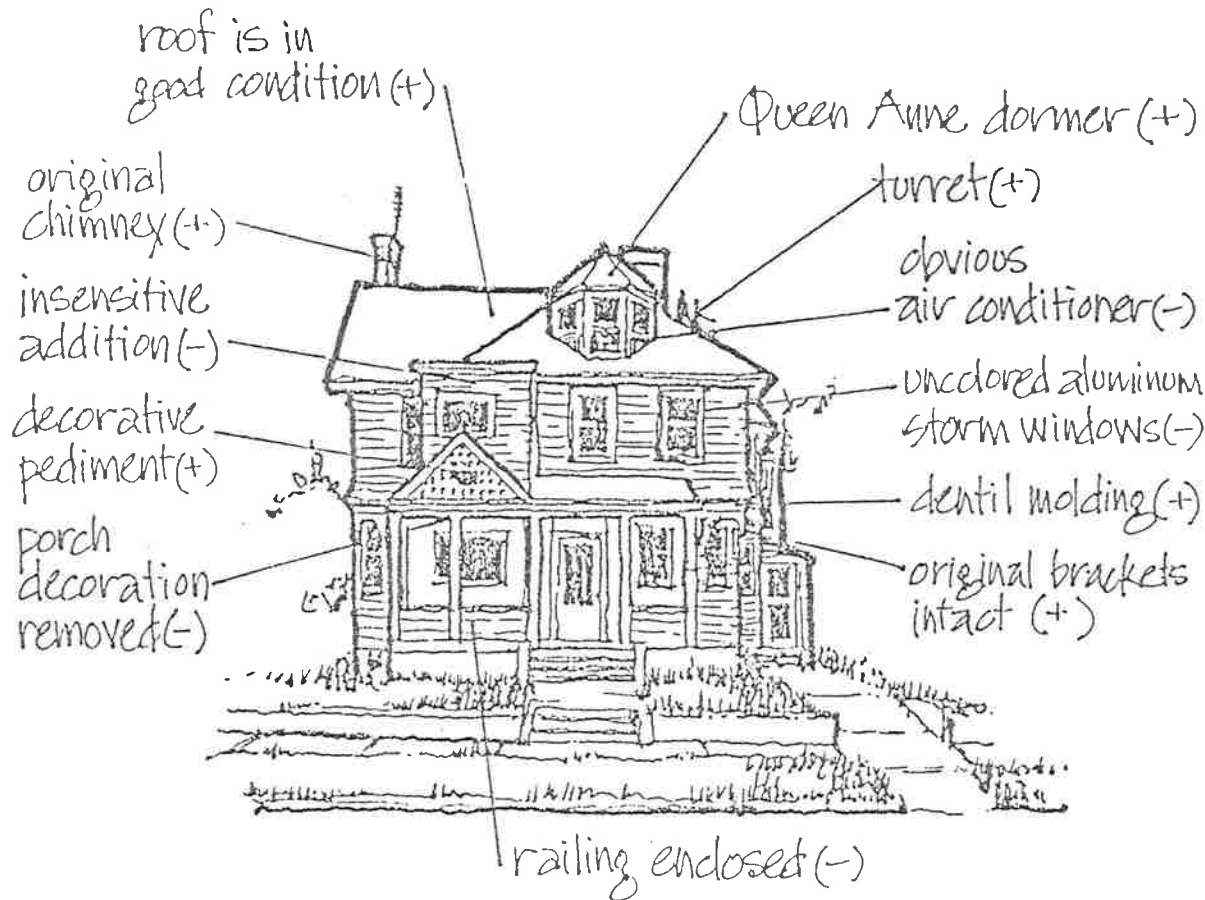 roof is in
good condition (+)
original
chimney (+)
insensitive
addition (-)
decorative
pediment (+)
porch
decoration
removed (-)
Queen Anne dormer (+)
turret (+)
obvious
air conditioner (-)
uncolored aluminum
storm windows (-)
dentil molding (+)
original brackets
intact (+)
railing enclosed (-)